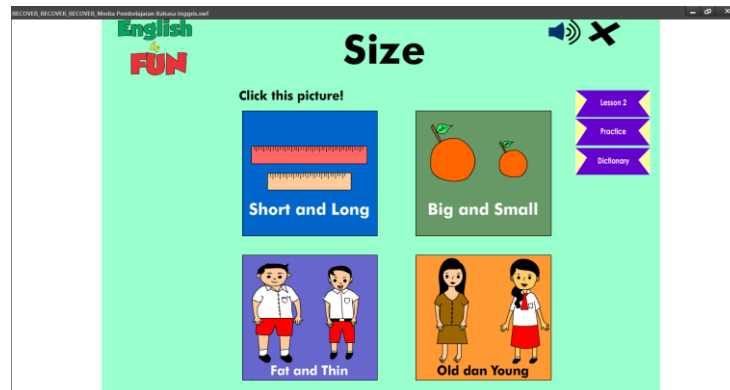 RECOVER_RECOVER_RECOVER_Media Pembelajaran Bahasa Inggris.swf
English
is
FUN
Size
Click this picture!
Lesson 2
Practice
Dictionary
Short and Long
Big and Small
Fat and Thin
Old dan Young